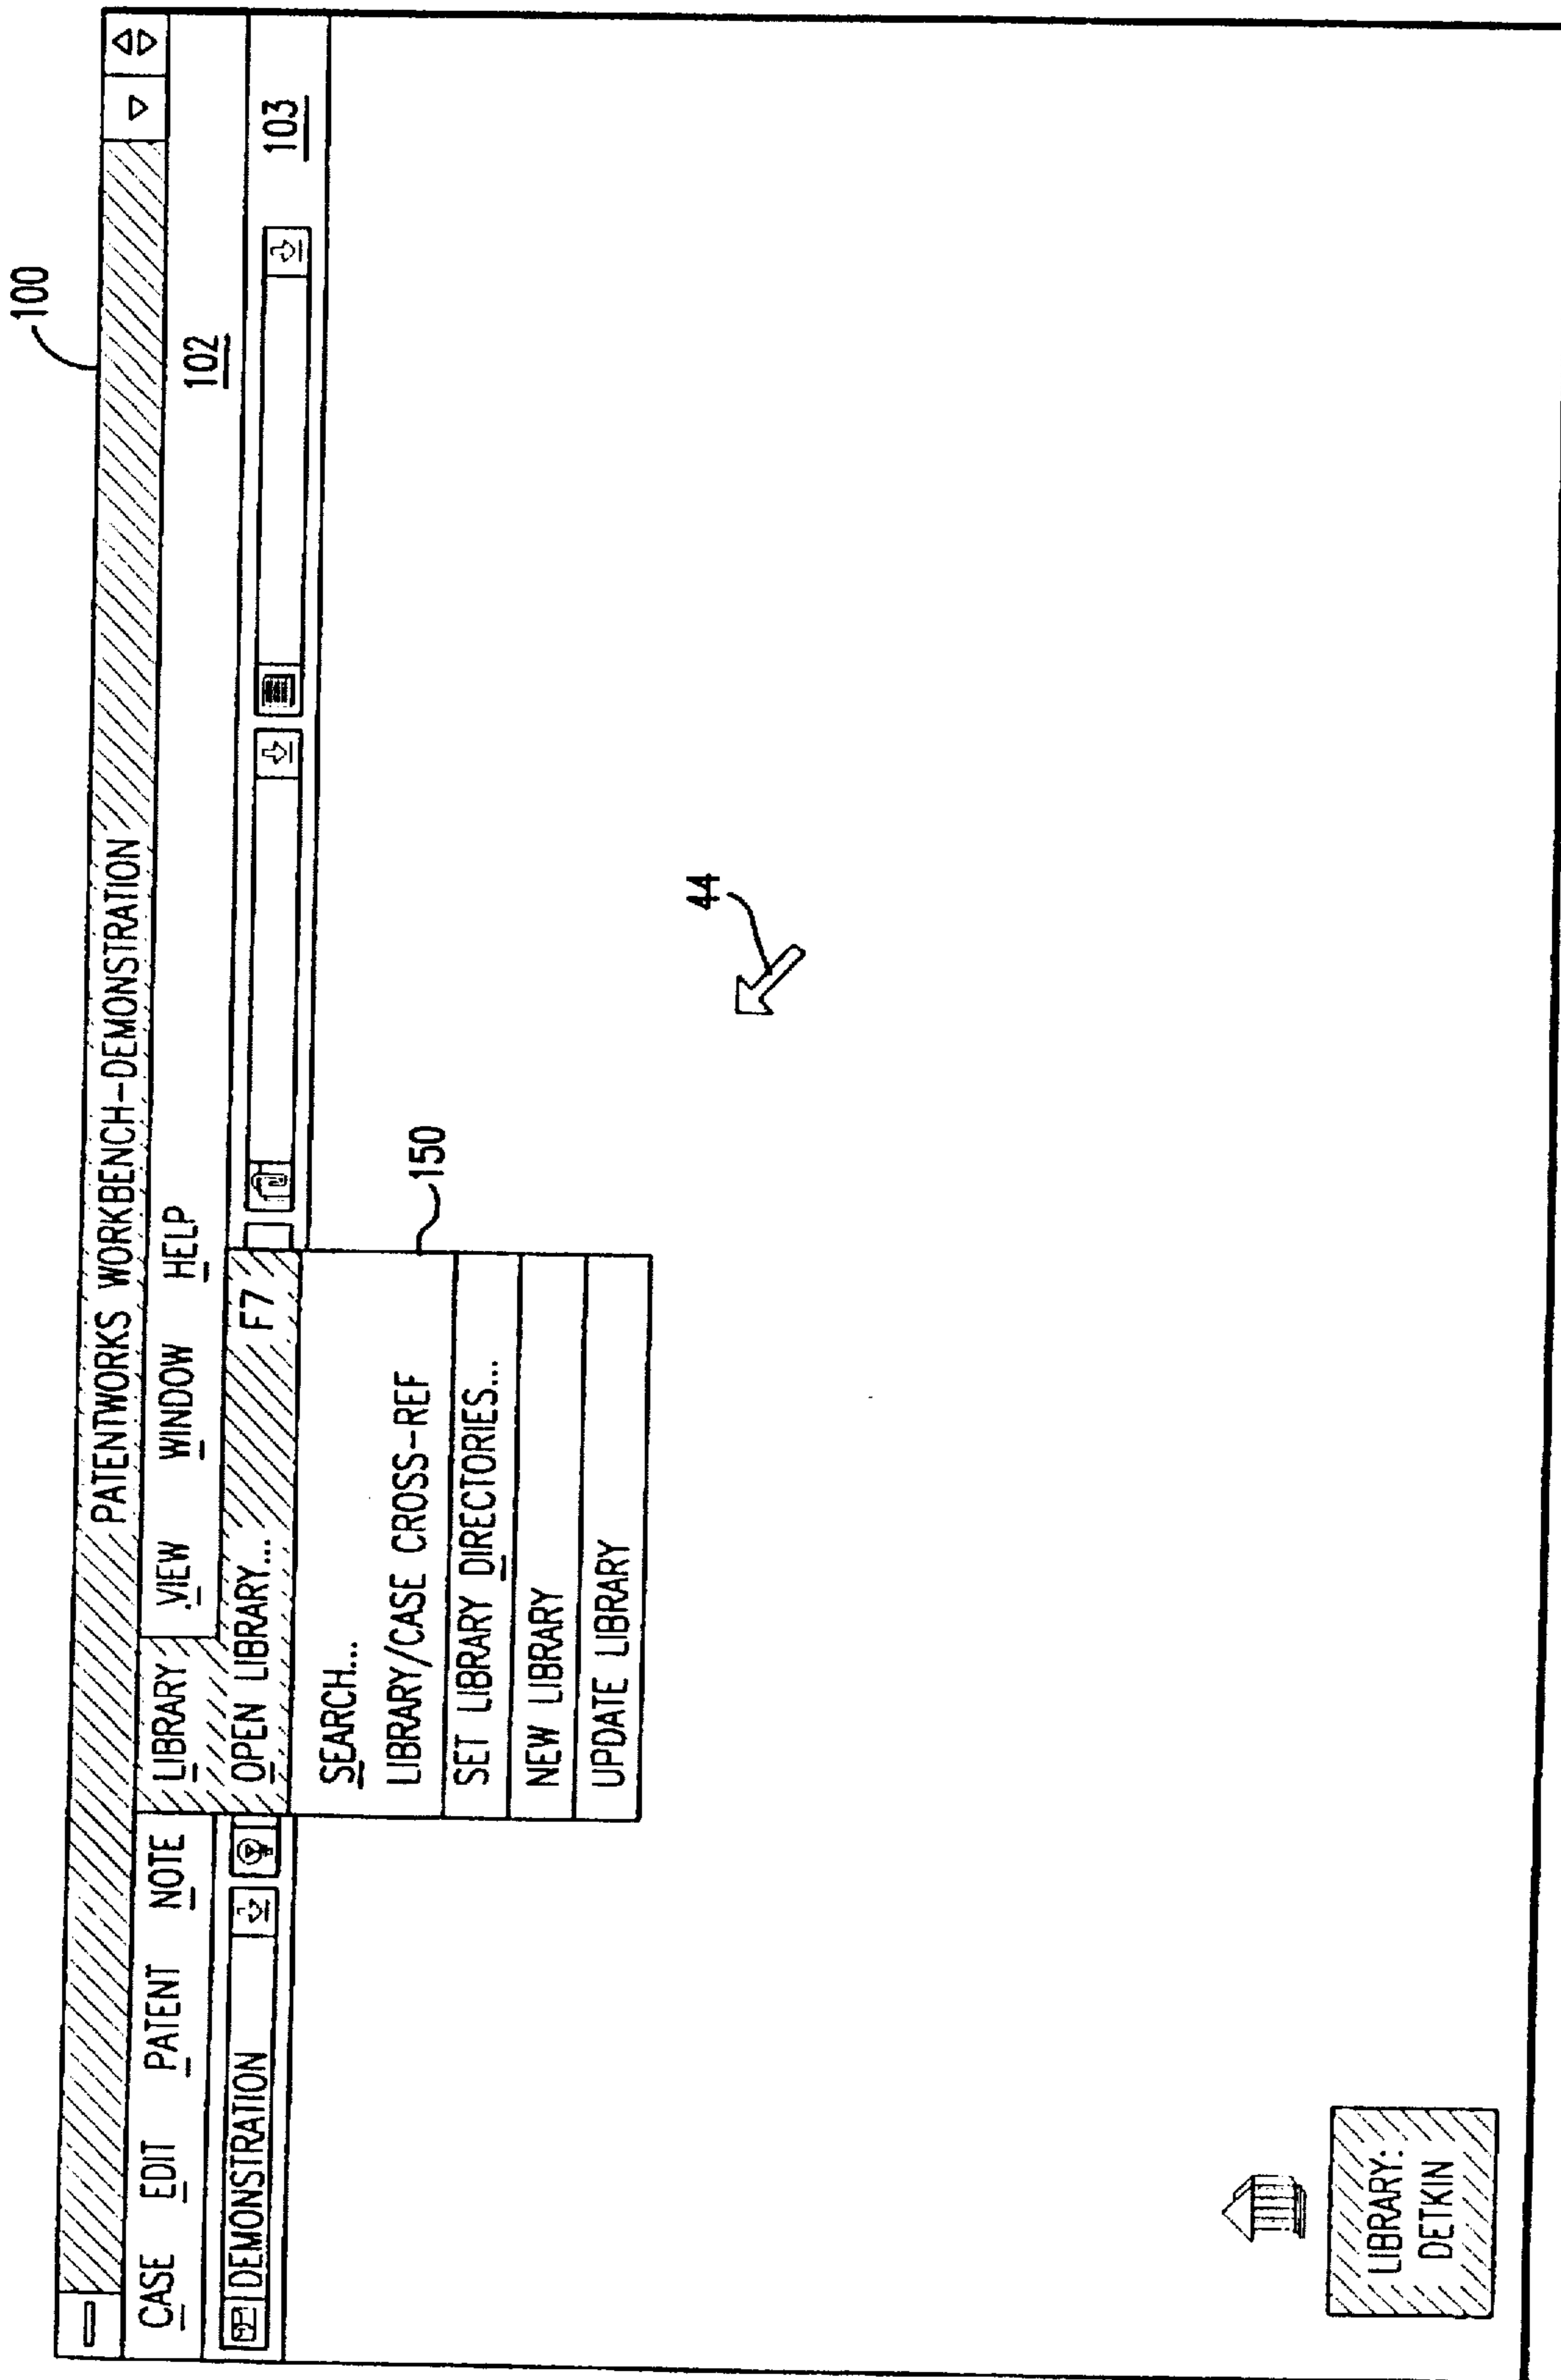 100
PATENTWORKS WORKBENCH-DEMONSTRATION
CASE EDIT PATENT NOTE LIBRARY VIEW WINDOW HELP
102
DEMONSTRATION
103
OPEN LIBRARY... F7
SEARCH...
LIBRARY/CASE CROSS-REF
SET LIBRARY DIRECTORIES...
NEW LIBRARY
UPDATE LIBRARY
150
44
LIBRARY:
DETKIN